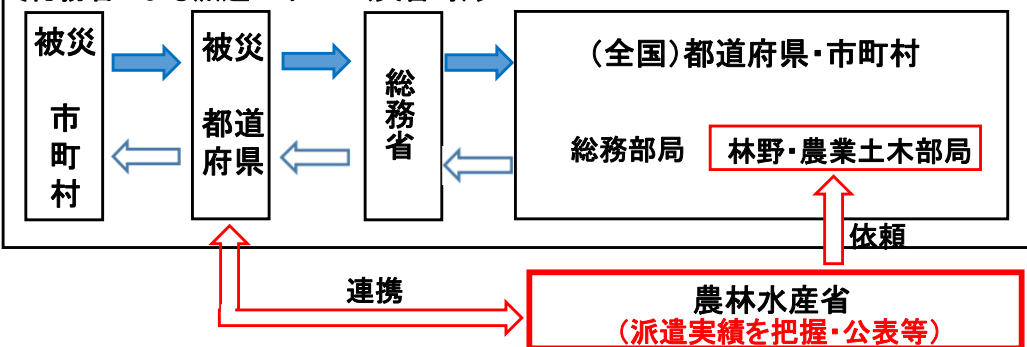 被災
市町村
被災
都道府県
総務省
（全国）都道府県・市町村
総務部局
林野・農業土木部局
依頼
連携
農林水産省
（派遣実績を把握・公表等）